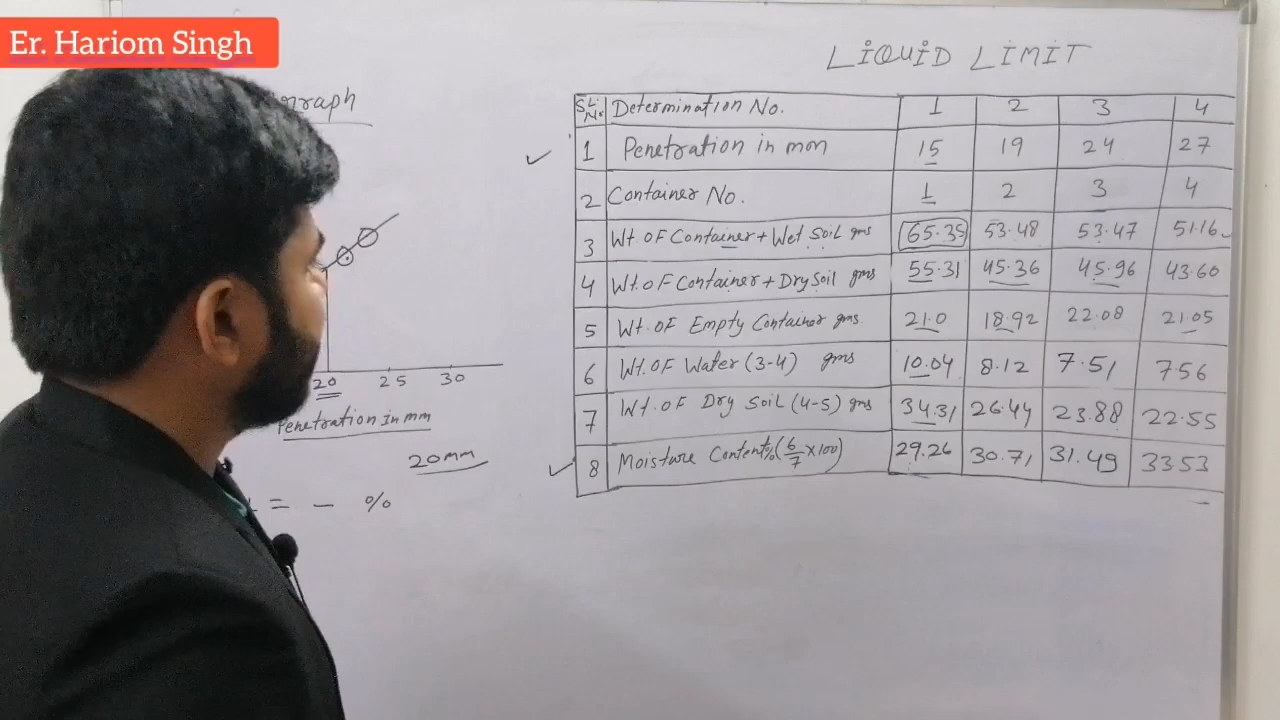 Er. Hariom Singh
LIQUID LIMIT
SL. No. Determination No. 1 2 3 4
1 Penetration in mm 15 19 24 27
2 Container No. 1 2 3 4
3 Wt. Of Container + Wet Soil gms 65.35 53.48 53.47 51.16
4 Wt. Of Container + Dry Soil gms 55.31 45.36 45.96 43.60
5 Wt. Of Empty Container gms 21.0 18.92 22.08 21.05
6 Wt. Of Water (3-4) gms 10.04 8.12 7.51 7.56
7 Wt. Of Dry Soil (4-5) gms 34.31 26.44 23.88 22.55
8 Moisture Content % (6/7 x 100) 29.26 30.71 31.49 33.53
20 25 30
Penetration In mm
20mm
= - %